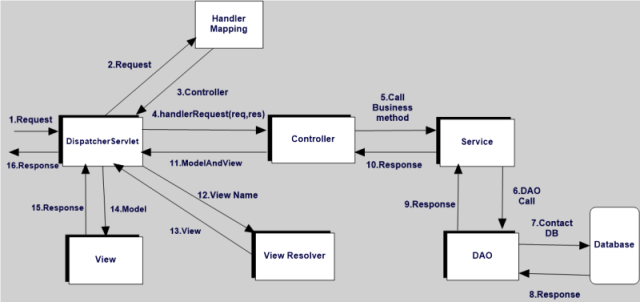 Handler
Mapping
2.Request
3.Controller
1.Request
DispatcherServlet
4.handlerRequest(req,res)
Controller
5.Call
Business
method
Service
16.Response
11.ModelAndView
10.Response
12.View Name
6.DAO
Call
15.Response
14.Model
13.View
9.Response
7.Contact
DB
View
View Resolver
DAO
Database
8.Response